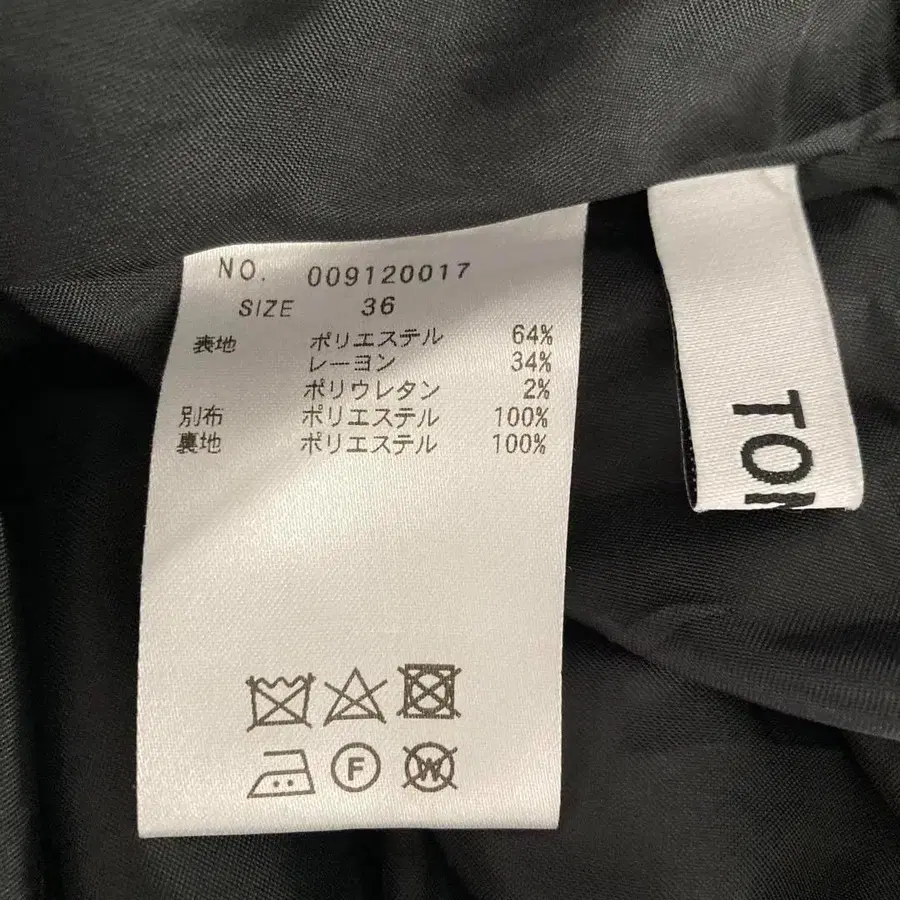 NO. 009120017
SIZE 36
表地 ポリエステル 64%
レーヨン 34%
ポリウレタン 2%
別布 ポリエステル 100%
裏地 ポリエステル 100%
F
W
TO